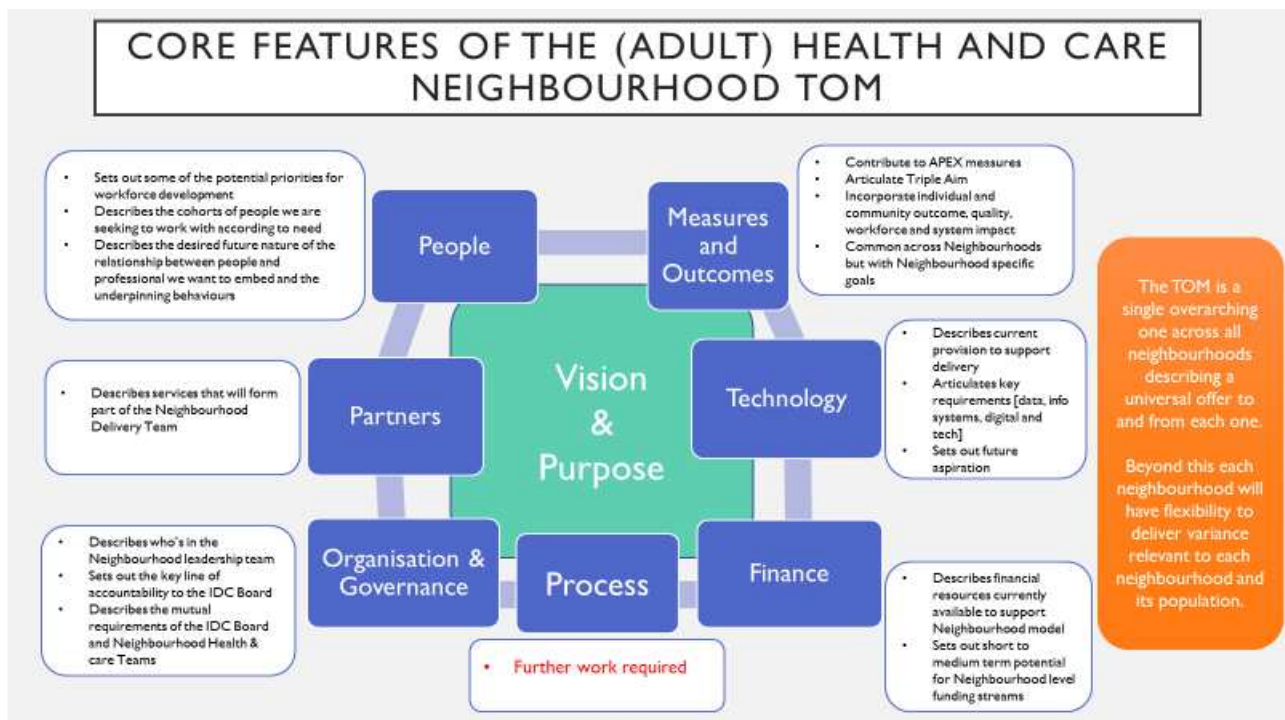 CORE FEATURES OF THE (ADULT) HEALTH AND CARE
NEIGHBOURHOOD TOM
• Sets out some of the potential priorities for
workforce development
• Describes the cohorts of people we are
seeking to work with according to need
• Describes the desired future nature of the
relationship between people and
professional we want to embed and the
underpinning behaviours
People
Measures
and
Outcomes
• Contribute to APEX measures
• Articulate Triple Aim
• Incorporate individual and
community outcome, quality,
workforce and system impact
• Common across Neighbourhoods
but with Neighbourhood specific
goals
• Describes services that will form
part of the Neighbourhood
Delivery Team
Partners
Vision
&
Purpose
Technology
• Describes current
provision to support
delivery
• Articulates key
requirements [data, info
systems, digital and
tech]
• Sets out future
aspiration
• Describes who's in the
Neighbourhood leadership team
• Sets out the key line of
accountability to the IDC Board
• Describes the mutual
requirements of the IDC Board
and Neighbourhood Health &
care Teams
Organisation &
Governance
Process
• Further work required
Finance
• Describes financial
resources currently
available to support
Neighbourhood model
• Sets out short to
medium term potential
for Neighbourhood level
funding streams
The TOM is a
single overarching
one across all
neighbourhoods
describing a
universal offer to
and from each one.
Beyond this each
neighbourhood will
have flexibility to
deliver variance
relevant to each
neighbourhood and
its population.